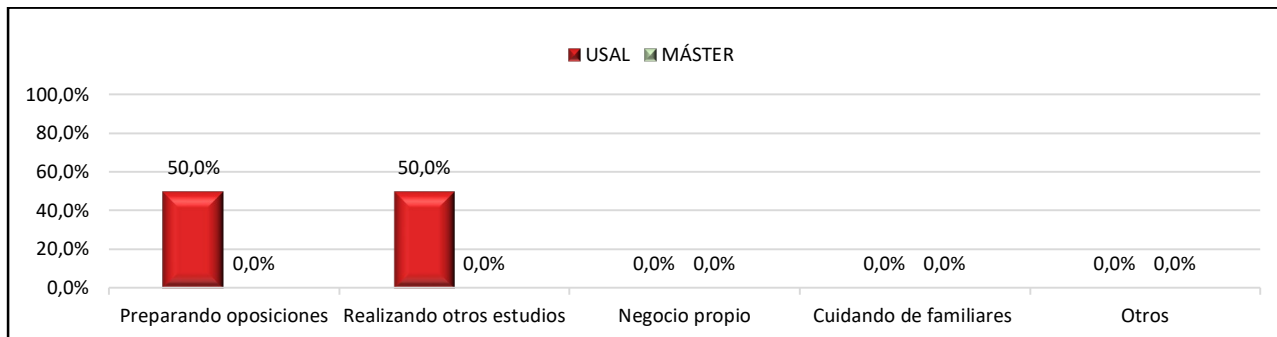 USAL MÁSTER
100,0%
80,0%
60,0%
40,0%
20,0%
0,0%
50,0% 0,0% 50,0% 0,0% 0,0% 0,0% 0,0% 0,0% 0,0% 0,0%
Preparando oposiciones Realizando otros estudios Negocio propio Cuidando de familiares Otros